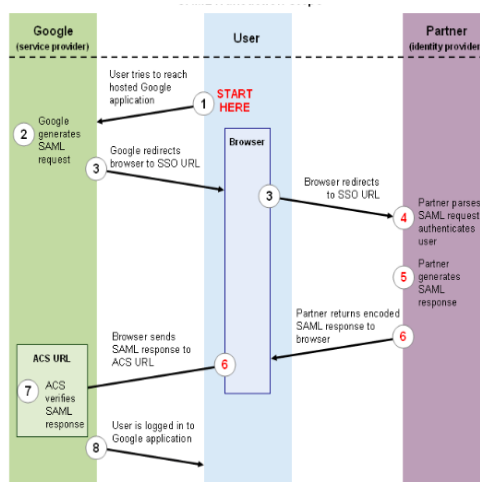 Google
(service provider)
User
Partner
(identity provider)
User tries to reach
hosted Google
application
1
START
HERE
2
Google
generates
SAML
request
3
Google redirects
browser to SSO URL
Browser
3
Browser redirects
to SSO URL
4
Partner parses
SAML request
authenticates
user
5
Partner
generates
SAML
response
Partner returns encoded
SAML response to
browser
6
Browser sends
SAML response to
ACS URL
6
ACS URL
7
ACS
verifies
SAML
response
8
User is logged in to
Google application